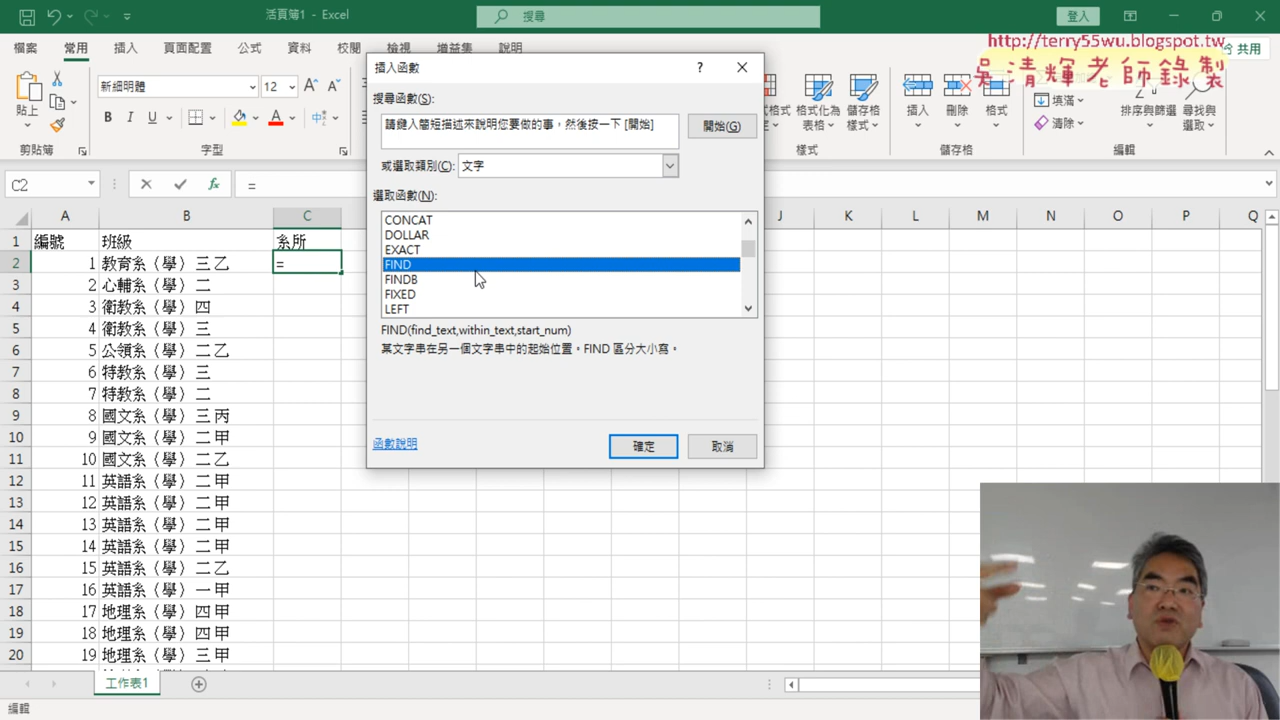 活頁簿1 - Excel
搜尋
登入
檔案 常用 插入 頁面配置 公式 資料 校閱 檢視 增益集 說明
共用
http://terry55wu.blogspot.tw
吳清輝老師錄製
貼上
新細明體 12
B I U
格式化為
表格
儲存格
樣式
插入 刪除 格式
填滿
清除
排序與篩選 尋找與
選取
剪貼簿 字型 樣式 儲存格 編輯
C2 =
插入函數
搜尋函數(S):
請鍵入簡短描述來說明您要做的事，然後按一下 [開始]
開始(G)
或選取類別(C): 文字
選取函數(N):
CONCAT
DOLLAR
EXACT
FIND
FINDB
FIXED
LEFT
FIND(find_text,within_text,start_num)
某文字串在另一個文字串中的起始位置。FIND 區分大小寫。
函數說明
確定 取消
A B C J K L M N O P Q
1 編號 班級 系所
2 1 教育系（學）三乙 =
3 2 心輔系（學）二
4 3 衛教系（學）四
5 4 衛教系（學）三
6 5 公領系（學）二乙
7 6 特教系（學）三
8 7 特教系（學）二
9 8 國文系（學）三丙
10 9 國文系（學）二甲
11 10 國文系（學）二乙
12 11 英語系（學）二甲
13 12 英語系（學）二甲
14 13 英語系（學）二甲
15 14 英語系（學）二甲
16 15 英語系（學）二乙
17 16 英語系（學）一甲
18 17 地理系（學）四甲
19 18 地理系（學）四甲
20 19 地理系（學）三甲
工作表1
編輯